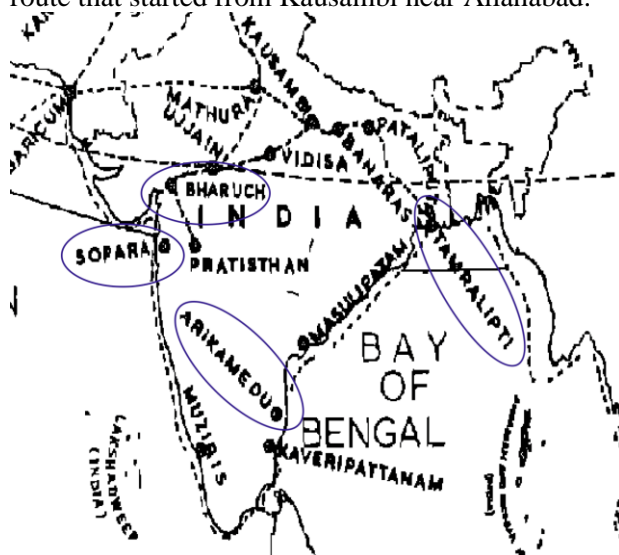 route that started from Kausambi near Allahabad.
KAUSAMBI
MATHURA
UJJAIN
VIDISA
BANARAS
BHARUCH
INDIA
SOPARA
PRATISTHAN
TAMRALIPTI
MASULIPATAM
ARIKAMEDU
BAY
OF
BENGAL
MUZIRIS
KAVERIPATTANAM
LAKSHADWEEP
(INDIA)